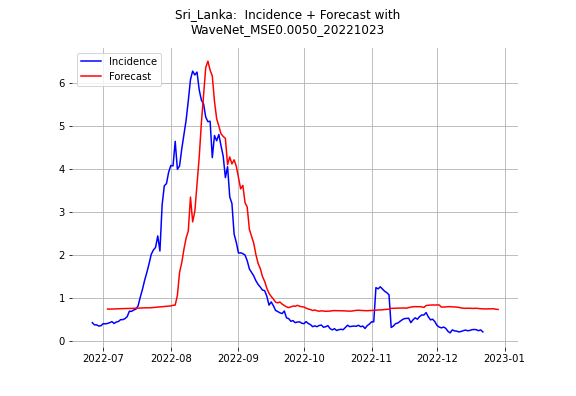 Sri_Lanka:  Incidence + Forecast with
WaveNet_MSE0.0050_20221023
Incidence
Forecast
6
5
4
3
2
1
0
2022-07 2022-08 2022-09 2022-10 2022-11 2022-12 2023-01